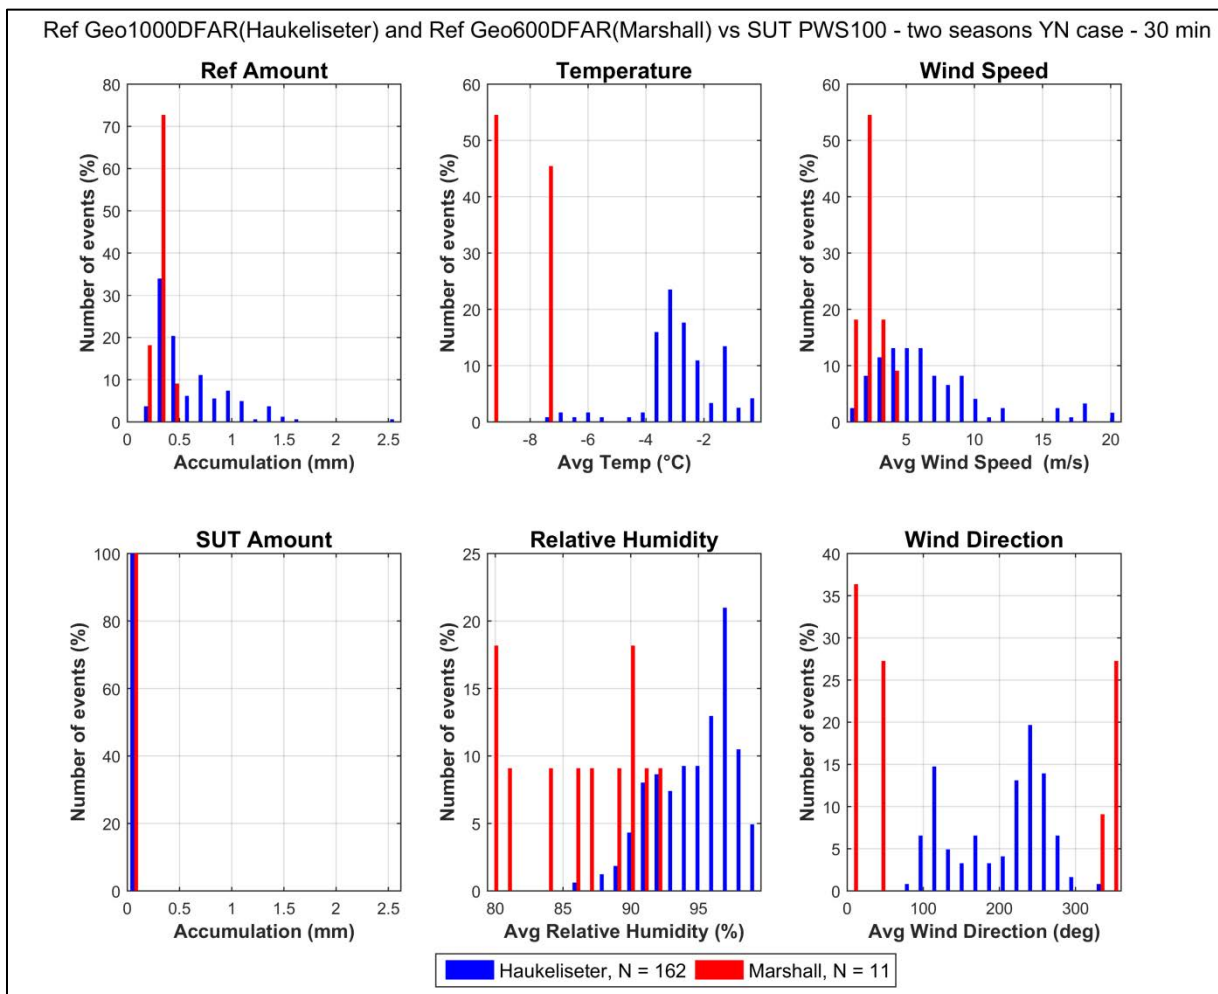 Ref Geo1000DFAR(Haukeliseter) and Ref Geo600DFAR(Marshall) vs SUT PWS100 - two seasons YN case - 30 min
Ref Amount
80
70
60
50
40
30
20
10
0
Number of events (%)
0 0.5 1 1.5 2 2.5
Accumulation (mm)
Temperature
60
50
40
30
20
10
0
Number of events (%)
-8 -6 -4 -2
Avg Temp (°C)
Wind Speed
60
50
40
30
20
10
0
Number of events (%)
5 10 15 20
Avg Wind Speed (m/s)
SUT Amount
100
80
60
40
20
0
Number of events (%)
0 0.5 1 1.5 2 2.5
Accumulation (mm)
Relative Humidity
25
20
15
10
5
0
Number of events (%)
80 85 90 95
Avg Relative Humidity (%)
Wind Direction
40
35
30
25
20
15
10
5
0
Number of events (%)
0 100 200 300
Avg Wind Direction (deg)
Haukeliseter, N = 162 Marshall, N = 11